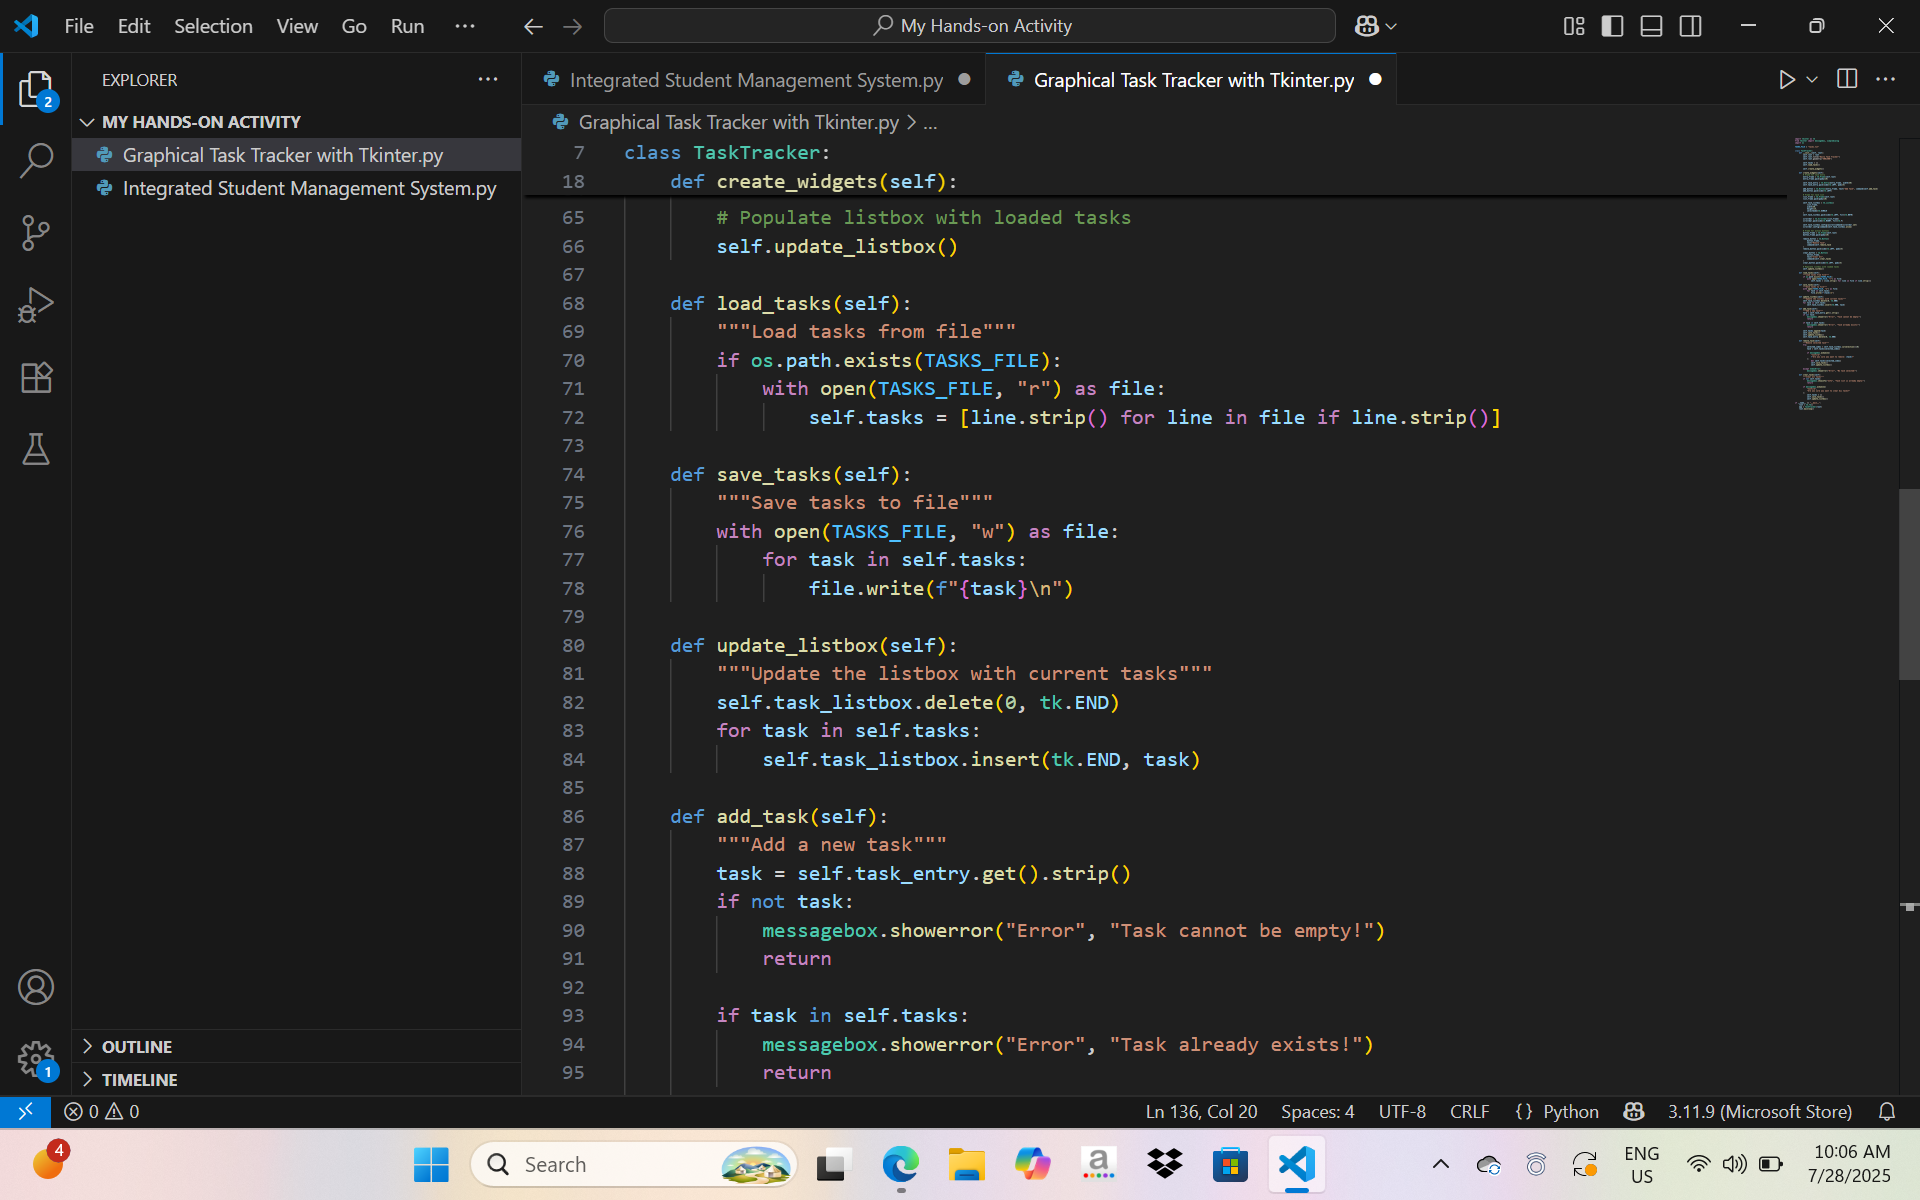 File Edit Selection View Go Run ...
My Hands-on Activity
EXPLORER
MY HANDS-ON ACTIVITY
Graphical Task Tracker with Tkinter.py
Integrated Student Management System.py
OUTLINE
TIMELINE
2
1
Integrated Student Management System.py
Graphical Task Tracker with Tkinter.py
Graphical Task Tracker with Tkinter.py > ...
7 class TaskTracker:
18     def create_widgets(self):
65         # Populate listbox with loaded tasks
66         self.update_listbox()
67
68     def load_tasks(self):
69         """Load tasks from file"""
70         if os.path.exists(TASKS_FILE):
71             with open(TASKS_FILE, "r") as file:
72                 self.tasks = [line.strip() for line in file if line.strip()]
73
74     def save_tasks(self):
75         """Save tasks to file"""
76         with open(TASKS_FILE, "w") as file:
77             for task in self.tasks:
78                 file.write(f"{task}\n")
79
80     def update_listbox(self):
81         """Update the listbox with current tasks"""
82         self.task_listbox.delete(0, tk.END)
83         for task in self.tasks:
84             self.task_listbox.insert(tk.END, task)
85
86     def add_task(self):
87         """Add a new task"""
88         task = self.task_entry.get().strip()
89         if not task:
90             messagebox.showerror("Error", "Task cannot be empty!")
91             return
92
93         if task in self.tasks:
94             messagebox.showerror("Error", "Task already exists!")
95             return
0 0
Ln 136, Col 20 Spaces: 4 UTF-8 CRLF {} Python 3.11.9 (Microsoft Store)
4
Search
a
ENG
US
10:06 AM
7/28/2025